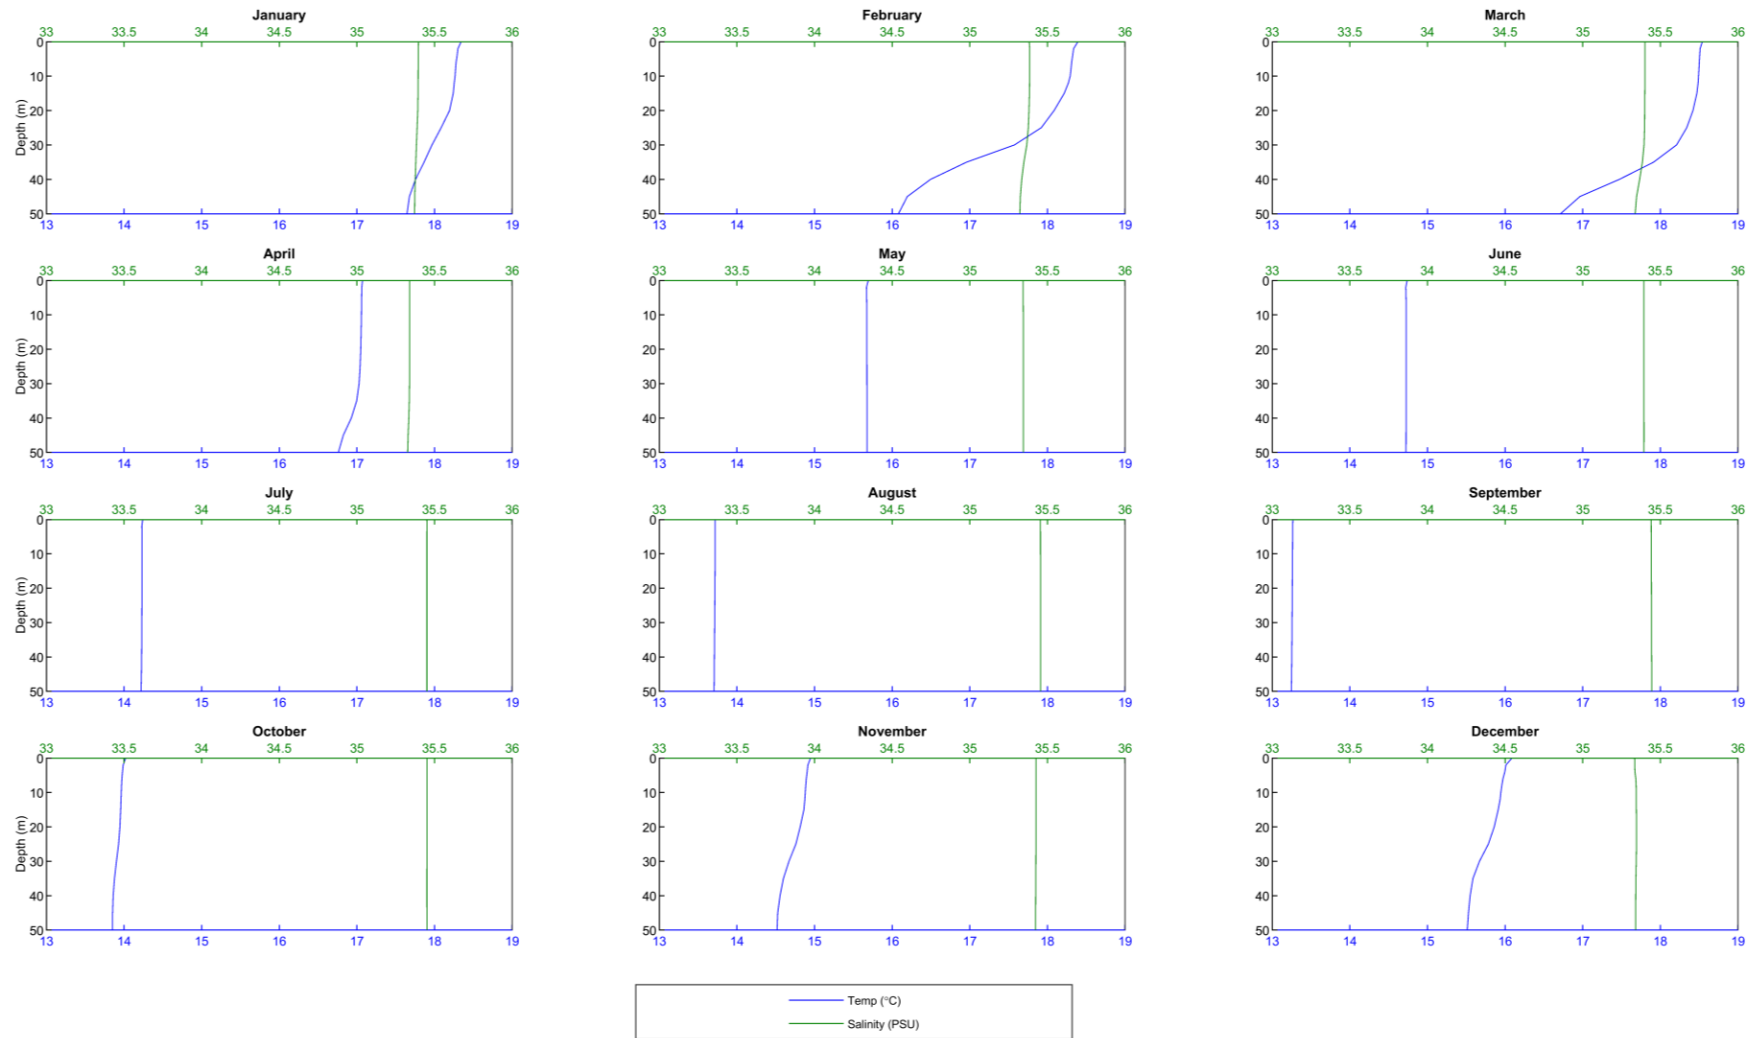 January February March
33 33.5 34 34.5 35 35.5 36 33 33.5 34 34.5 35 35.5 36 33 33.5 34 34.5 35 35.5 36
0 0 0
10 10 10
20 20 20
30 30 30
40 40 40
50 50 50
Depth (m)
13 14 15 16 17 18 19 13 14 15 16 17 18 19 13 14 15 16 17 18 19
April May June
33 33.5 34 34.5 35 35.5 36 33 33.5 34 34.5 35 35.5 36 33 33.5 34 34.5 35 35.5 36
0 0 0
10 10 10
20 20 20
30 30 30
40 40 40
50 50 50
Depth (m)
13 14 15 16 17 18 19 13 14 15 16 17 18 19 13 14 15 16 17 18 19
July August September
33 33.5 34 34.5 35 35.5 36 33 33.5 34 34.5 35 35.5 36 33 33.5 34 34.5 35 35.5 36
0 0 0
10 10 10
20 20 20
30 30 30
40 40 40
50 50 50
Depth (m)
13 14 15 16 17 18 19 13 14 15 16 17 18 19 13 14 15 16 17 18 19
October November December
33 33.5 34 34.5 35 35.5 36 33 33.5 34 34.5 35 35.5 36 33 33.5 34 34.5 35 35.5 36
0 0 0
10 10 10
20 20 20
30 30 30
40 40 40
50 50 50
Depth (m)
13 14 15 16 17 18 19 13 14 15 16 17 18 19 13 14 15 16 17 18 19
Temp (°C)
Salinity (PSU)